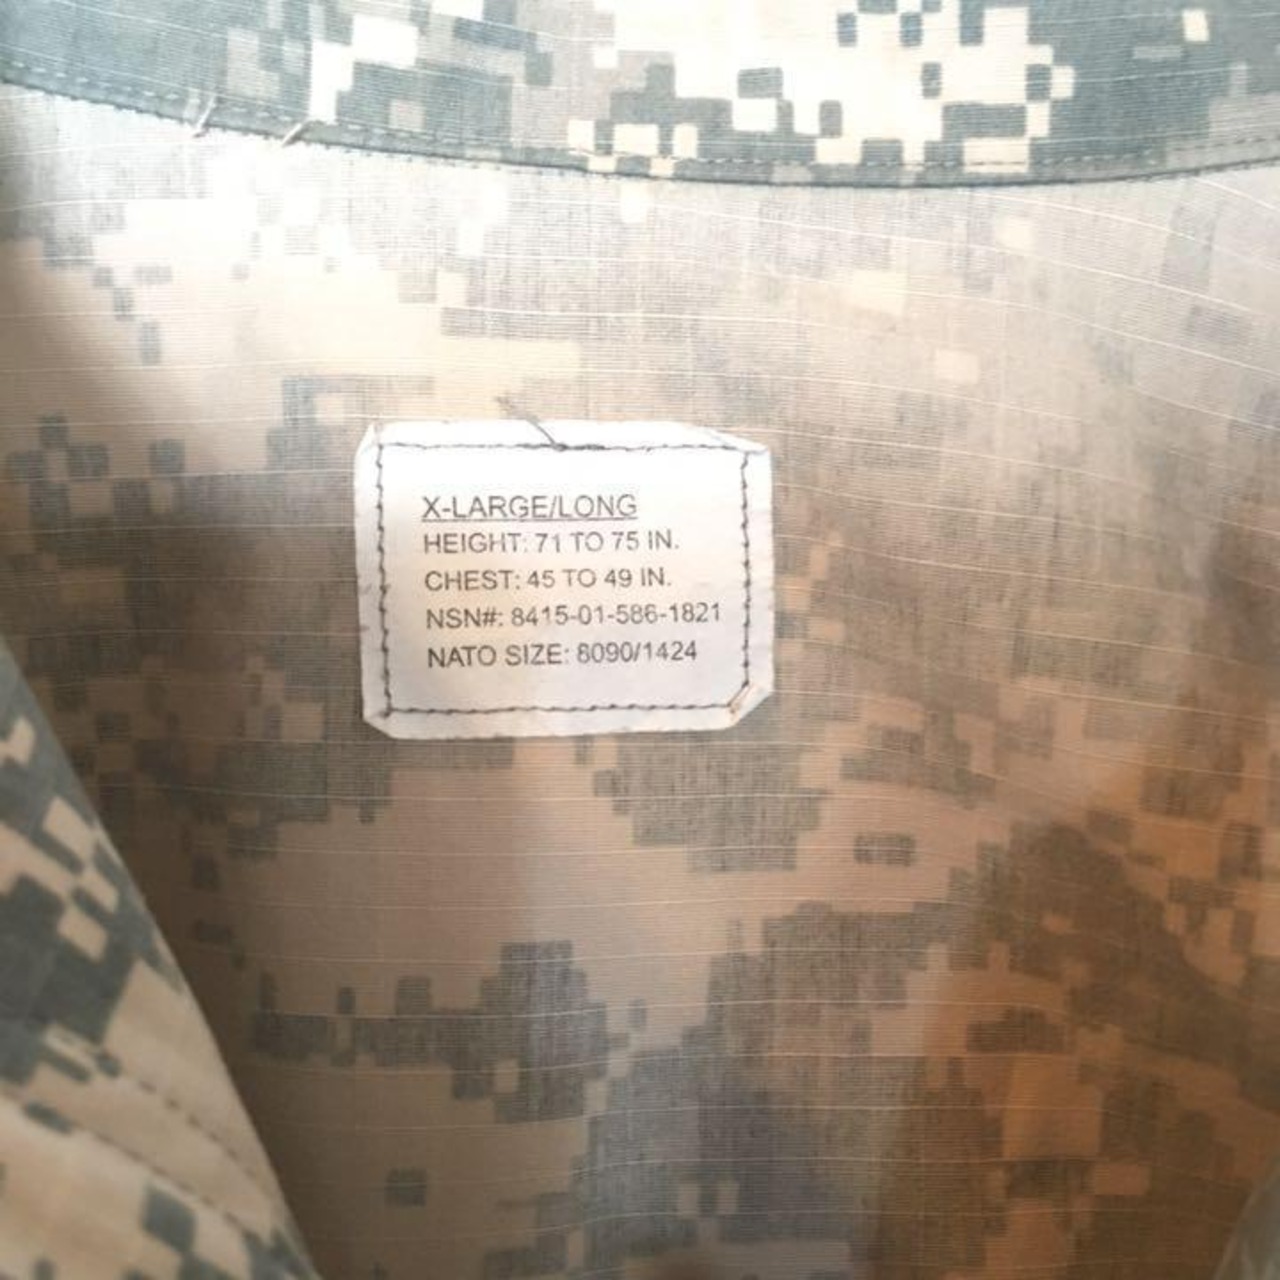 X-LARGE/LONG
HEIGHT: 71 TO 75 IN.
CHEST: 45 TO 49 IN.
NSN#: 8415-01-586-1821
NATO SIZE: 8090/1424